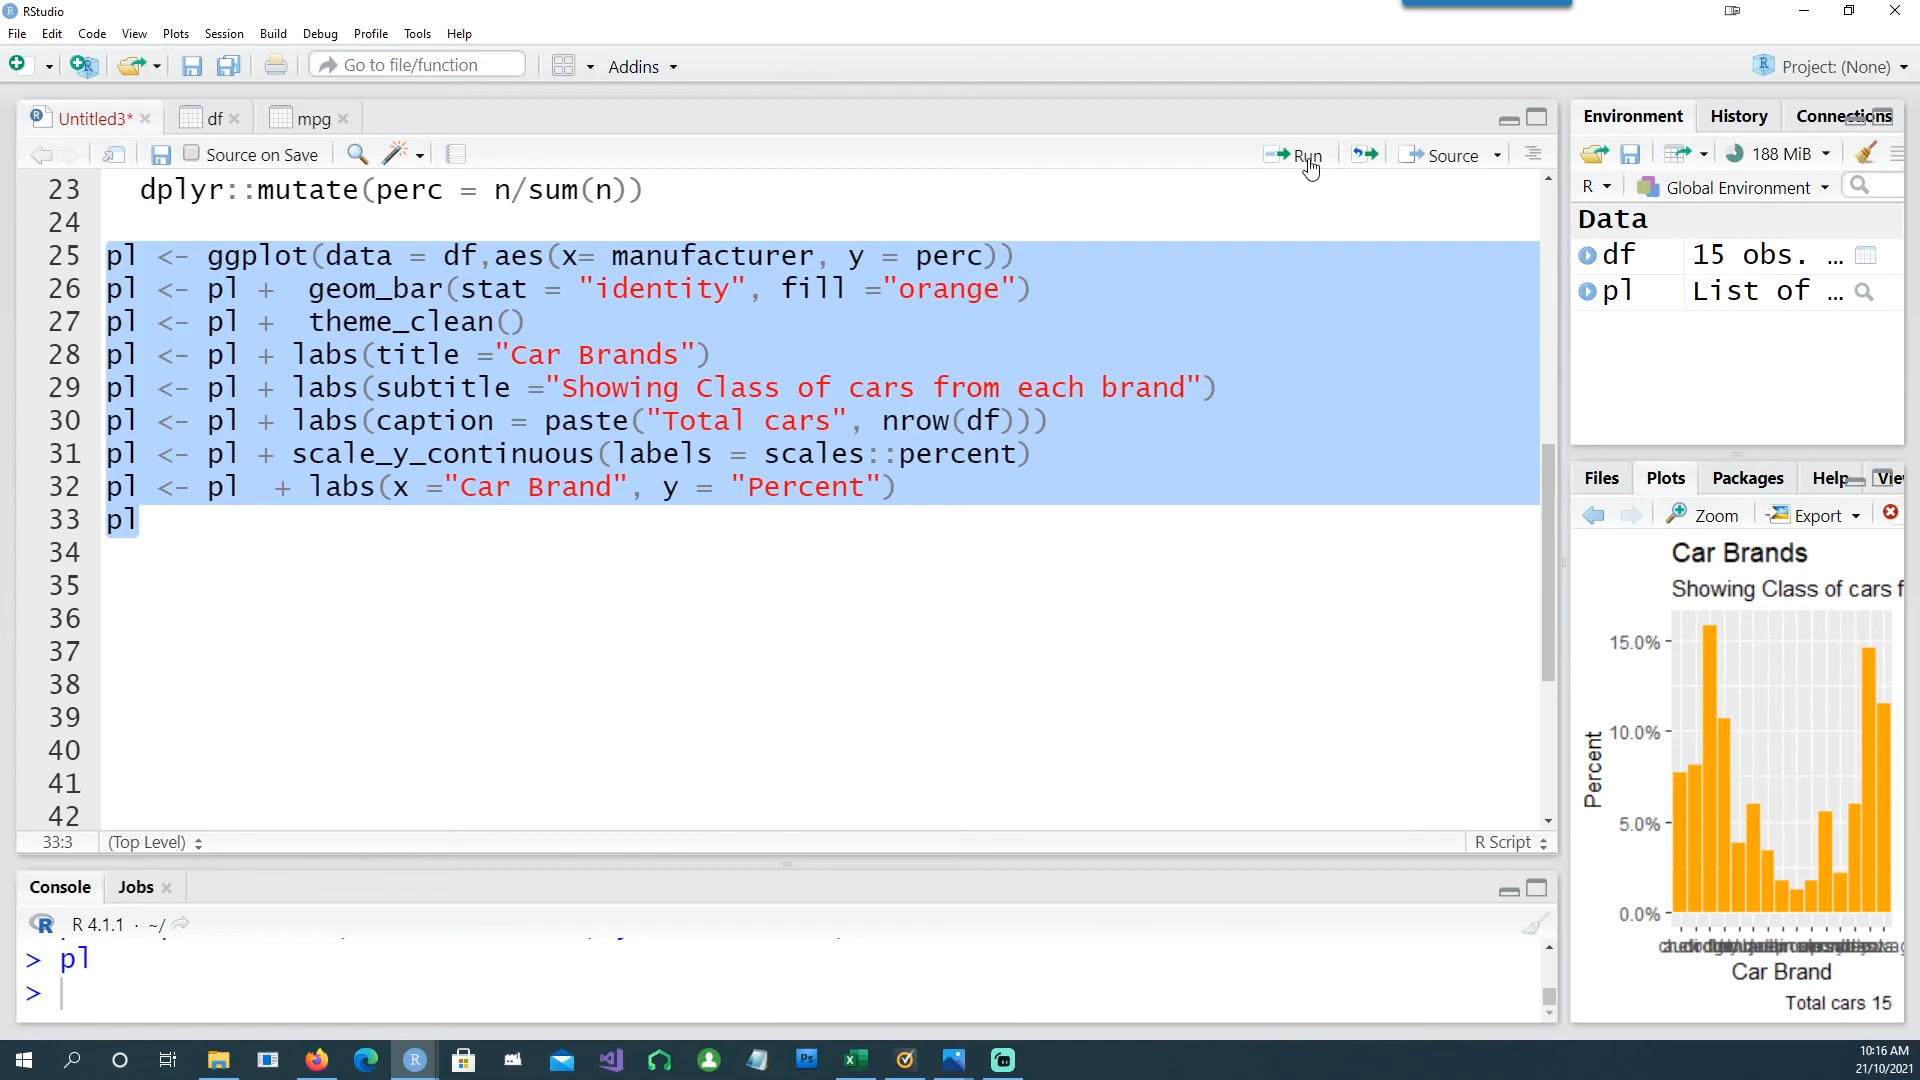 RStudio
File Edit Code View Plots Session Build Debug Profile Tools Help
Go to file/function Addins Project: (None)
Untitled3* df mpg
Source on Save Run Source
23 dplyr::mutate(perc = n/sum(n))
24
25 pl <- ggplot(data = df,aes(x= manufacturer, y = perc))
26 pl <- pl + geom_bar(stat = "identity", fill ="orange")
27 pl <- pl + theme_clean()
28 pl <- pl + labs(title ="Car Brands")
29 pl <- pl + labs(subtitle ="Showing Class of cars from each brand")
30 pl <- pl + labs(caption = paste("Total cars", nrow(df)))
31 pl <- pl + scale_y_continuous(labels = scales::percent)
32 pl <- pl + labs(x ="Car Brand", y = "Percent")
33 pl
34
35
36
37
38
39
40
41
42
33:3 (Top Level) R Script
Console Jobs
R 4.1.1 · ~/
> pl
>
Environment History Connections
188 MiB
R Global Environment
Data
df 15 obs. …
pl List of …
Files Plots Packages Help Vie
Zoom Export
Car Brands
Showing Class of cars f
15.0%
10.0%
5.0%
0.0%
Percent
Car Brand
Total cars 15
Ps
10:16 AM
21/10/2021